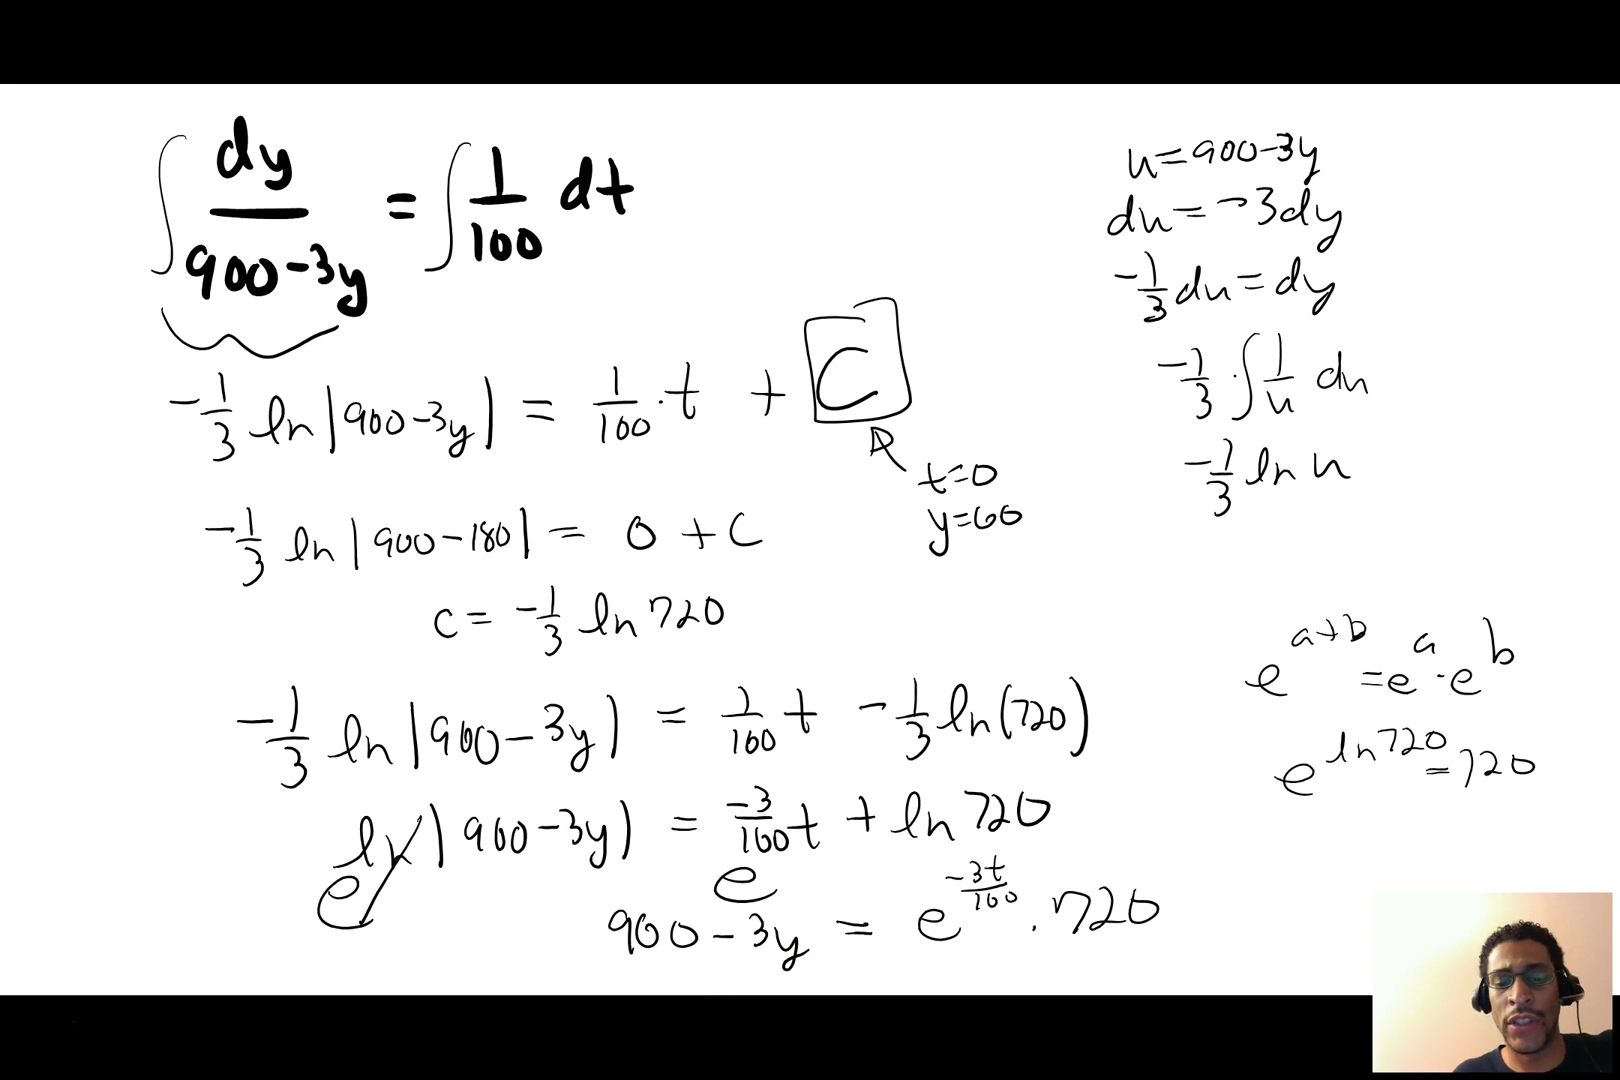 ∫ dy/(900-3y) = ∫ 1/100 dt
-1/3 ln|900-3y| = 1/100 · t + C
t=0
y=60
-1/3 ln|900-180| = 0 + C
C = -1/3 ln 720
-1/3 ln|900-3y| = 1/100 t - 1/3 ln(720)
ln|900-3y| = -3/100 t + ln 720
e e
900-3y = e^(-3t/100) · 720
u=900-3y
du=-3dy
-1/3 du=dy
-1/3 · ∫ 1/u du
-1/3 ln u
e^(a+b) = e^a · e^b
e^(ln 720) = 720